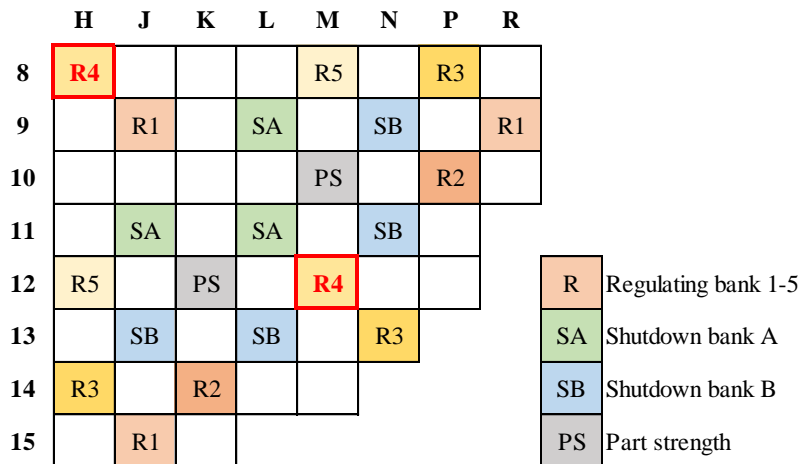 H J K L M N P R
8 R4 R5 R3
9 R1 SA SB R1
10 PS R2
11 SA SA SB
12 R5 PS R4 R Regulating bank 1-5
13 SB SB R3 SA Shutdown bank A
14 R3 R2 SB Shutdown bank B
15 R1 PS Part strength